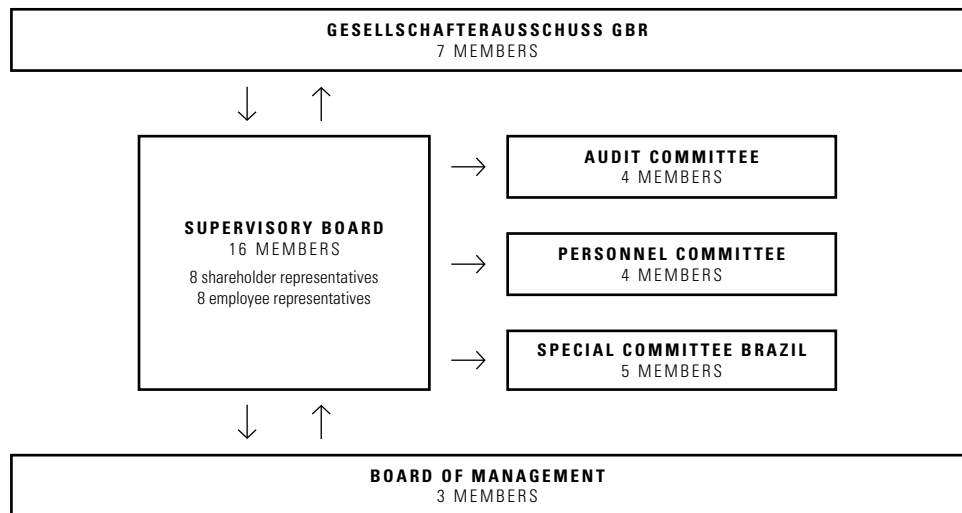 GESELLSCHAFTERAUSSCHUSS GBR
7 MEMBERS
AUDIT COMMITTEE
4 MEMBERS
SUPERVISORY BOARD
16 MEMBERS
8 shareholder representatives
8 employee representatives
PERSONNEL COMMITTEE
4 MEMBERS
SPECIAL COMMITTEE BRAZIL
5 MEMBERS
BOARD OF MANAGEMENT
3 MEMBERS